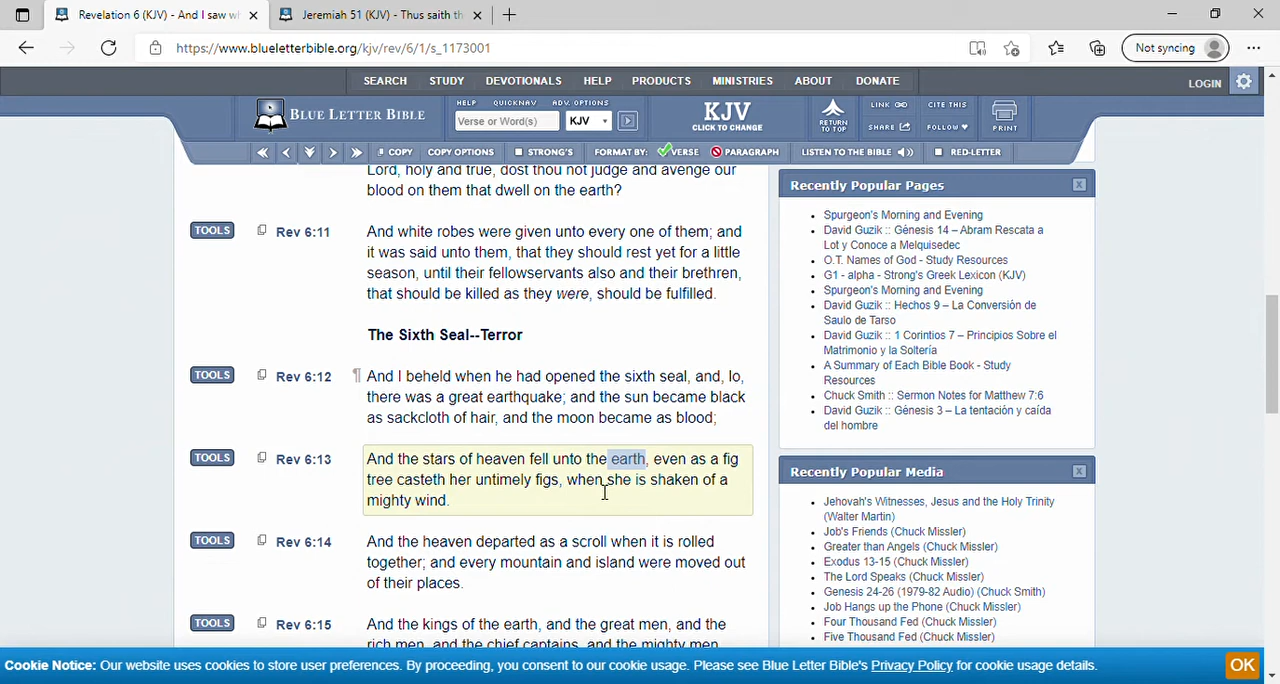 Revelation 6 (KJV) - And I saw wh
Jeremiah 51 (KJV) - Thus saith th
https://www.blueletterbible.org/kjv/rev/6/1/s_1173001
Not syncing
SEARCH STUDY DEVOTIONALS HELP PRODUCTS MINISTRIES ABOUT DONATE
LOGIN
BLUE LETTER BIBLE
HELP QUICKNAV ADV. OPTIONS
Verse or Word(s) KJV
KJV
CLICK TO CHANGE
RETURN
TO TOP
LINK CITE THIS
SHARE FOLLOW
PRINT
COPY COPY OPTIONS STRONG'S FORMAT BY: VERSE PARAGRAPH LISTEN TO THE BIBLE RED-LETTER
Lord, holy and true, dost thou not judge and avenge our
blood on them that dwell on the earth?
TOOLS Rev 6:11 And white robes were given unto every one of them; and
it was said unto them, that they should rest yet for a little
season, until their fellowservants also and their brethren,
that should be killed as they were, should be fulfilled.
The Sixth Seal--Terror
TOOLS Rev 6:12 ¶ And I beheld when he had opened the sixth seal, and, lo,
there was a great earthquake; and the sun became black
as sackcloth of hair, and the moon became as blood;
TOOLS Rev 6:13 And the stars of heaven fell unto the earth, even as a fig
tree casteth her untimely figs, when she is shaken of a
mighty wind.
TOOLS Rev 6:14 And the heaven departed as a scroll when it is rolled
together; and every mountain and island were moved out
of their places.
TOOLS Rev 6:15 And the kings of the earth, and the great men, and the
rich men, and the chief captains, and the mighty men
Recently Popular Pages
Spurgeon's Morning and Evening
David Guzik :: Génesis 14 – Abram Rescata a
Lot y Conoce a Melquisedec
O.T. Names of God - Study Resources
G1 - alpha - Strong's Greek Lexicon (KJV)
Spurgeon's Morning and Evening
David Guzik :: Hechos 9 – La Conversión de
Saulo de Tarso
David Guzik :: 1 Corintios 7 – Principios Sobre el
Matrimonio y la Soltería
A Summary of Each Bible Book - Study
Resources
Chuck Smith :: Sermon Notes for Matthew 7:6
David Guzik :: Génesis 3 – La tentación y caída
del hombre
Recently Popular Media
Jehovah's Witnesses, Jesus and the Holy Trinity
(Walter Martin)
Job's Friends (Chuck Missler)
Greater than Angels (Chuck Missler)
Exodus 13-15 (Chuck Missler)
The Lord Speaks (Chuck Missler)
Genesis 24-26 (1979-82 Audio) (Chuck Smith)
Job Hangs up the Phone (Chuck Missler)
Four Thousand Fed (Chuck Missler)
Five Thousand Fed (Chuck Missler)
Cookie Notice: Our website uses cookies to store user preferences. By proceeding, you consent to our cookie usage. Please see Blue Letter Bible's Privacy Policy for cookie usage details.
OK